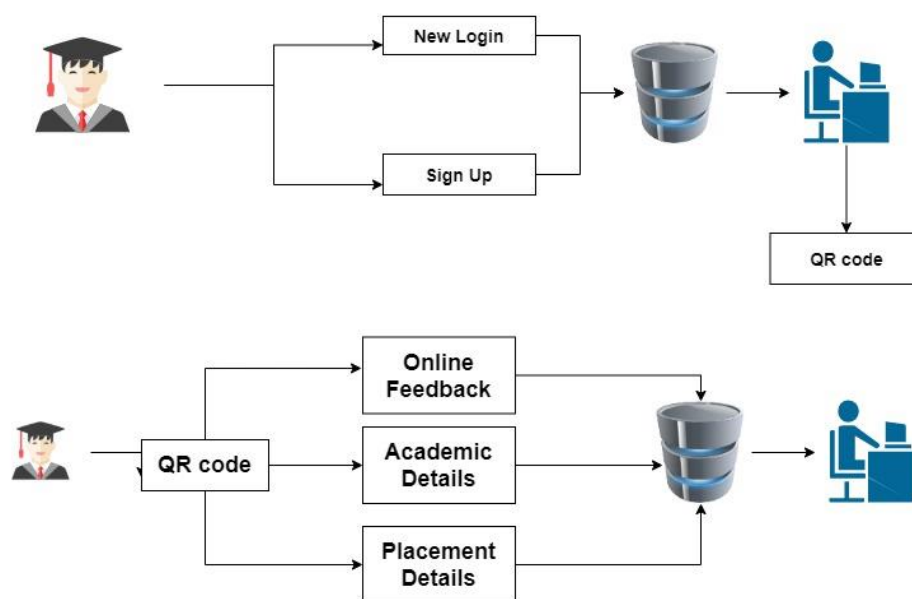 New Login
Sign Up
QR code
Online
Feedback
QR code
Academic
Details
Placement
Details